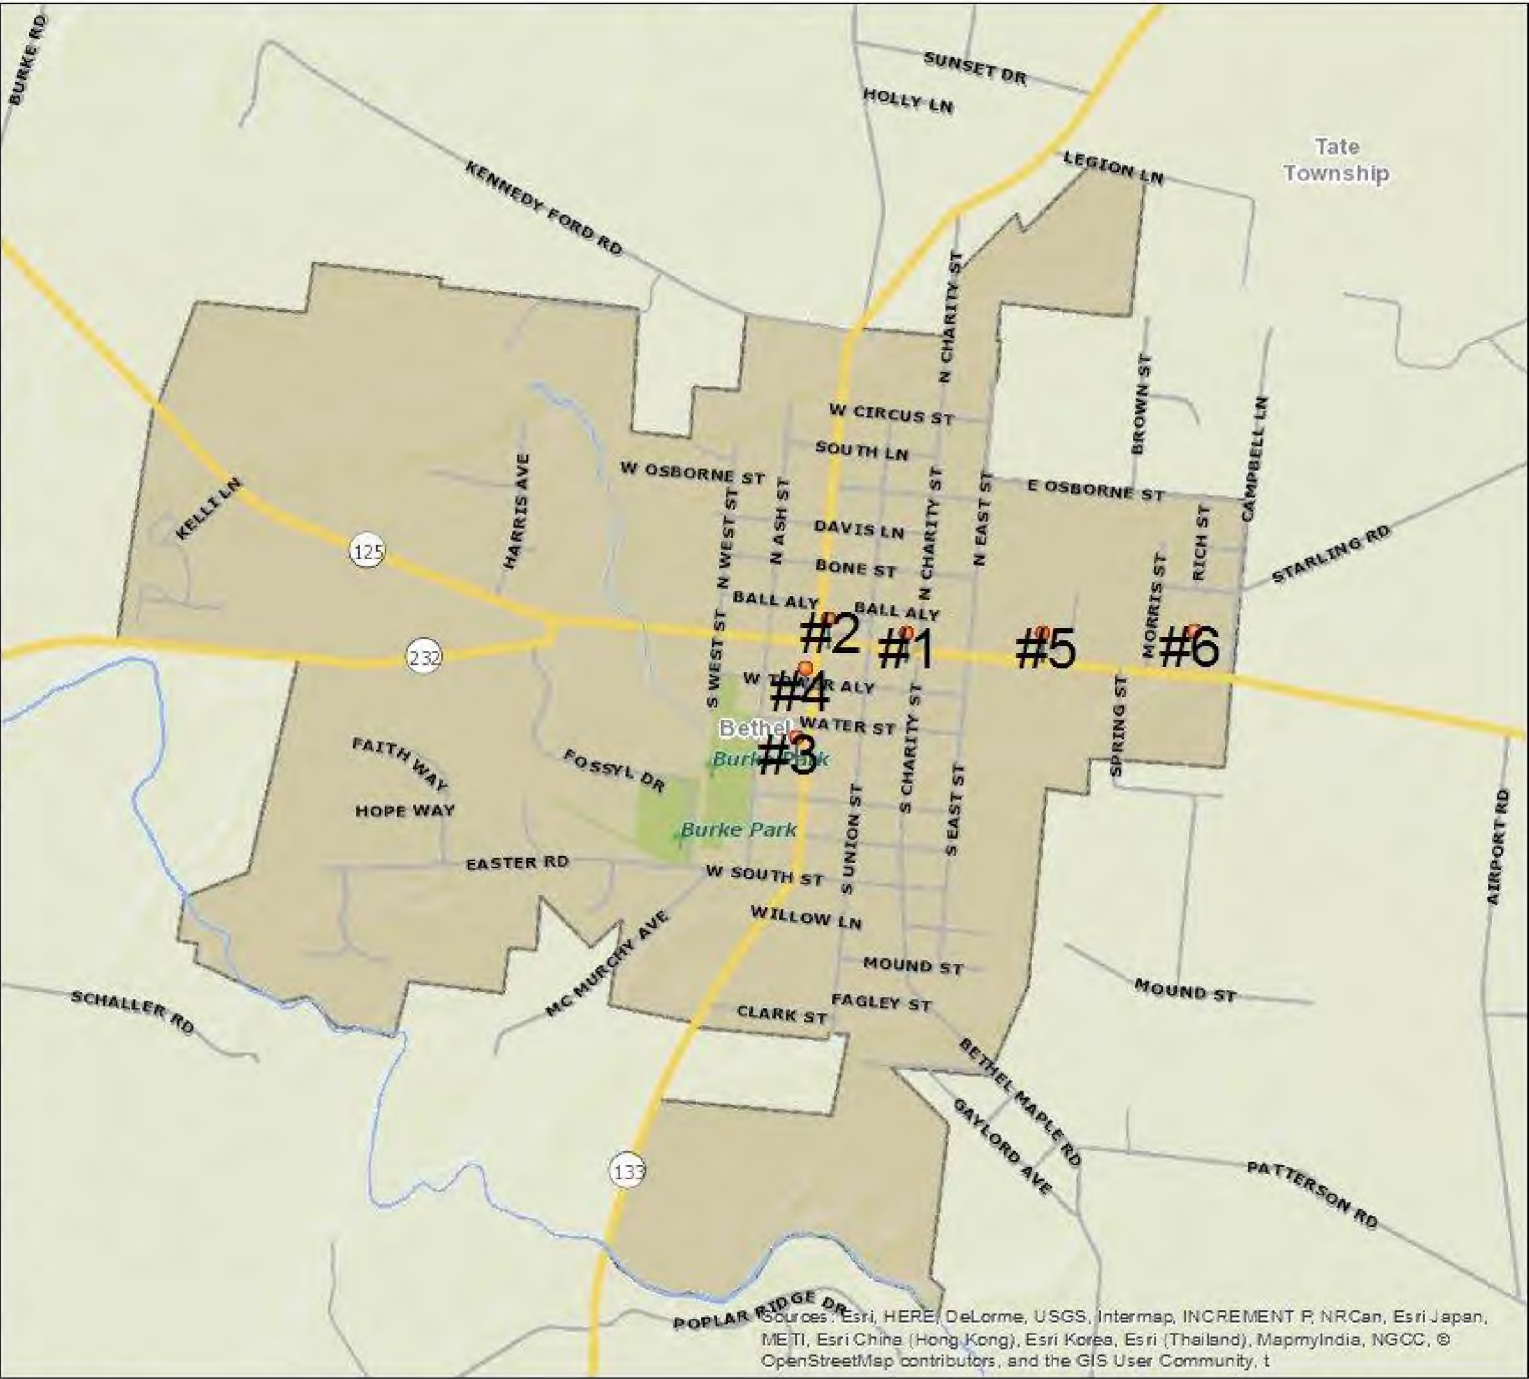 BURKE RD
SUNSET DR
HOLLY LN
Tate
Township
LEGION LN
KENNEDY FORD RD
N CHARITY ST
W CIRCUS ST
BROWN ST
CAMPBELL LN
SOUTH LN
W OSBORNE ST
E OSBORNE ST
KELLI LN
HARRIS AVE
N WEST ST
N ASH ST
DAVIS LN
N CHARITY ST
N EAST ST
RICH ST
STARLING RD
125
BONE ST
MORRIS ST
BALL ALY
BALL ALY
#2
#1
#5
#6
232
S WEST ST
#4
W TOWER ALY
SPRING ST
Bethel
WATER ST
S CHARITY ST
#3
Burke Park
FAITH WAY
FOSSYL DR
HOPE WAY
S UNION ST
S EAST ST
AIRPORT RD
Burke Park
EASTER RD
W SOUTH ST
WILLOW LN
MC MURCHY AVE
MOUND ST
MOUND ST
SCHALLER RD
CLARK ST
FAGLEY ST
BETHEL MAPLE RD
GAYLORD AVE
133
PATTERSON RD
POPLAR RIDGE DR
Sources: Esri, HERE, DeLorme, USGS, Intermap, INCREMENT P, NRCan, Esri Japan,
METI, Esri China (Hong Kong), Esri Korea, Esri (Thailand), MapmyIndia, NGCC, ©
OpenStreetMap contributors, and the GIS User Community, t